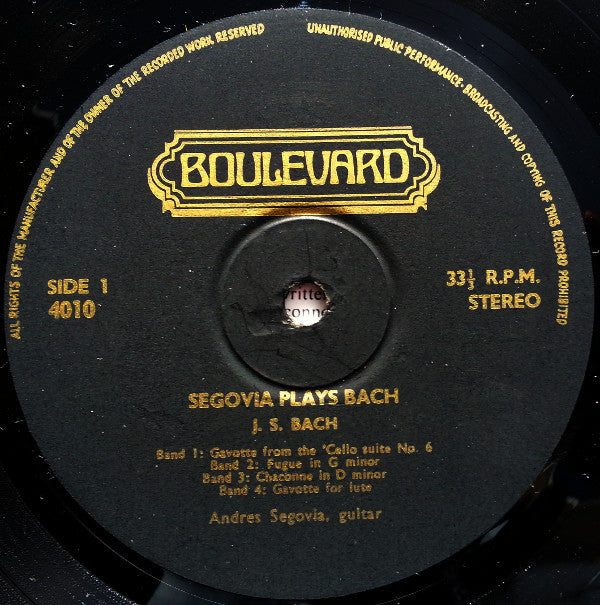 ALL RIGHTS OF THE MANUFACTURER AND OF THE OWNER OF THE RECORDED WORK RESERVED
UNAUTHORISED PUBLIC PERFORMANCE · BROADCASTING AND COPYING OF THIS RECORD PROHIBITED
BOULEVARD
SIDE 1
4010
33⅓ R.P.M.
STEREO
SEGOVIA PLAYS BACH
J. S. BACH
Band 1: Gavotte from the 'Cello suite No. 6
Band 2: Fugue in G minor
Band 3: Chaconne in D minor
Band 4: Gavotte for lute
Andres Segovia, guitar